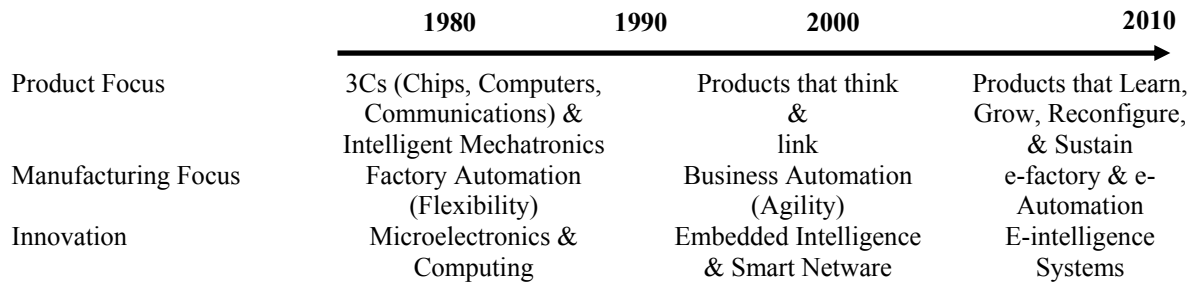 1980 1990 2000 2010
Product Focus 3Cs (Chips, Computers, Products that think Products that Learn,
Communications) & & Grow, Reconfigure,
Intelligent Mechatronics link & Sustain
Manufacturing Focus Factory Automation Business Automation e-factory & e-
(Flexibility) (Agility) Automation
Innovation Microelectronics & Embedded Intelligence E-intelligence
Computing & Smart Netware Systems